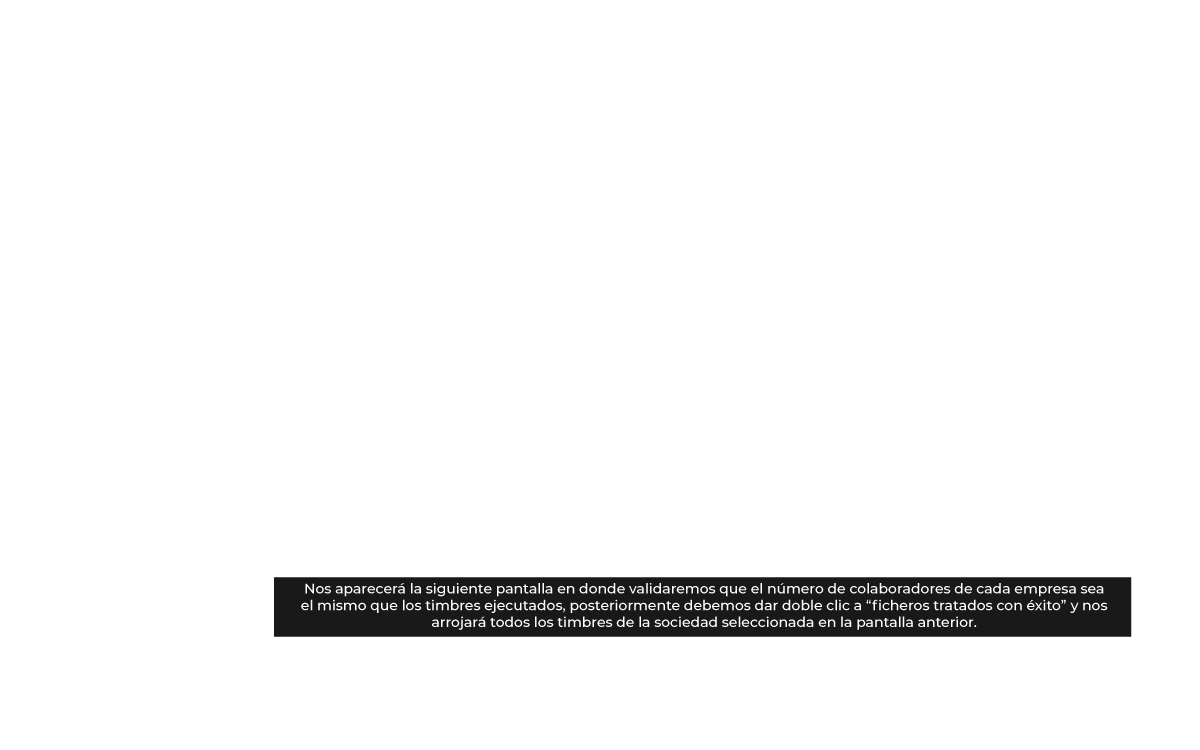 Nos aparecerá la siguiente pantalla en donde validaremos que el número de colaboradores de cada empresa sea
el mismo que los timbres ejecutados, posteriormente debemos dar doble clic a “ficheros tratados con éxito” y nos
arrojará todos los timbres de la sociedad seleccionada en la pantalla anterior.